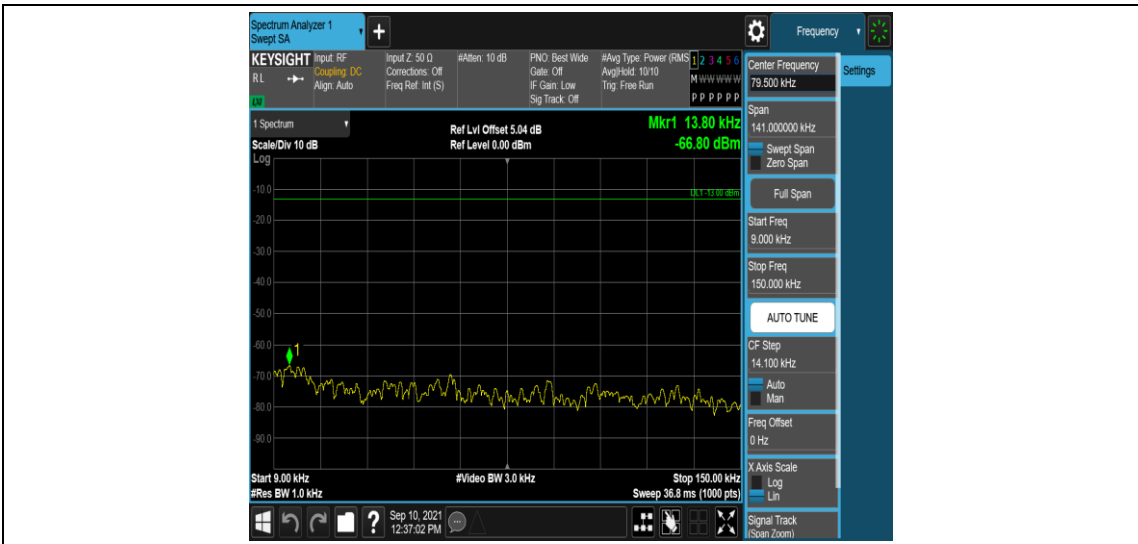 Spectrum Analyzer 1
Swept SA
+
Frequency
KEYSIGHT
RL
LXI
Input: RF
Coupling: DC
Align: Auto
Input Z: 50 Ω
Corrections: Off
Freq Ref: Int (S)
#Atten: 10 dB
PNO: Best Wide
Gate: Off
IF Gain: Low
Sig Track: Off
#Avg Type: Power (RMS
Avg|Hold: 10/10
Trig: Free Run
1 2 3 4 5 6
M W W W W W
P P P P P P
1 Spectrum
Scale/Div 10 dB
Log
Ref Lvl Offset 5.04 dB
Ref Level 0.00 dBm
Mkr1 13.80 kHz
-66.80 dBm
DL1 -13.00 dBm
-10.0
-20.0
-30.0
-40.0
-50.0
-60.0
-70.0
-80.0
-90.0
1
Start 9.00 kHz
#Res BW 1.0 kHz
#Video BW 3.0 kHz
Stop 150.00 kHz
Sweep 36.8 ms (1000 pts)
?
Sep 10, 2021
12:37:02 PM
Center Frequency
79.500 kHz
Settings
Span
141.000000 kHz
Swept Span
Zero Span
Full Span
Start Freq
9.000 kHz
Stop Freq
150.000 kHz
AUTO TUNE
CF Step
14.100 kHz
Auto
Man
Freq Offset
0 Hz
X Axis Scale
Log
Lin
Signal Track
(Span Zoom)